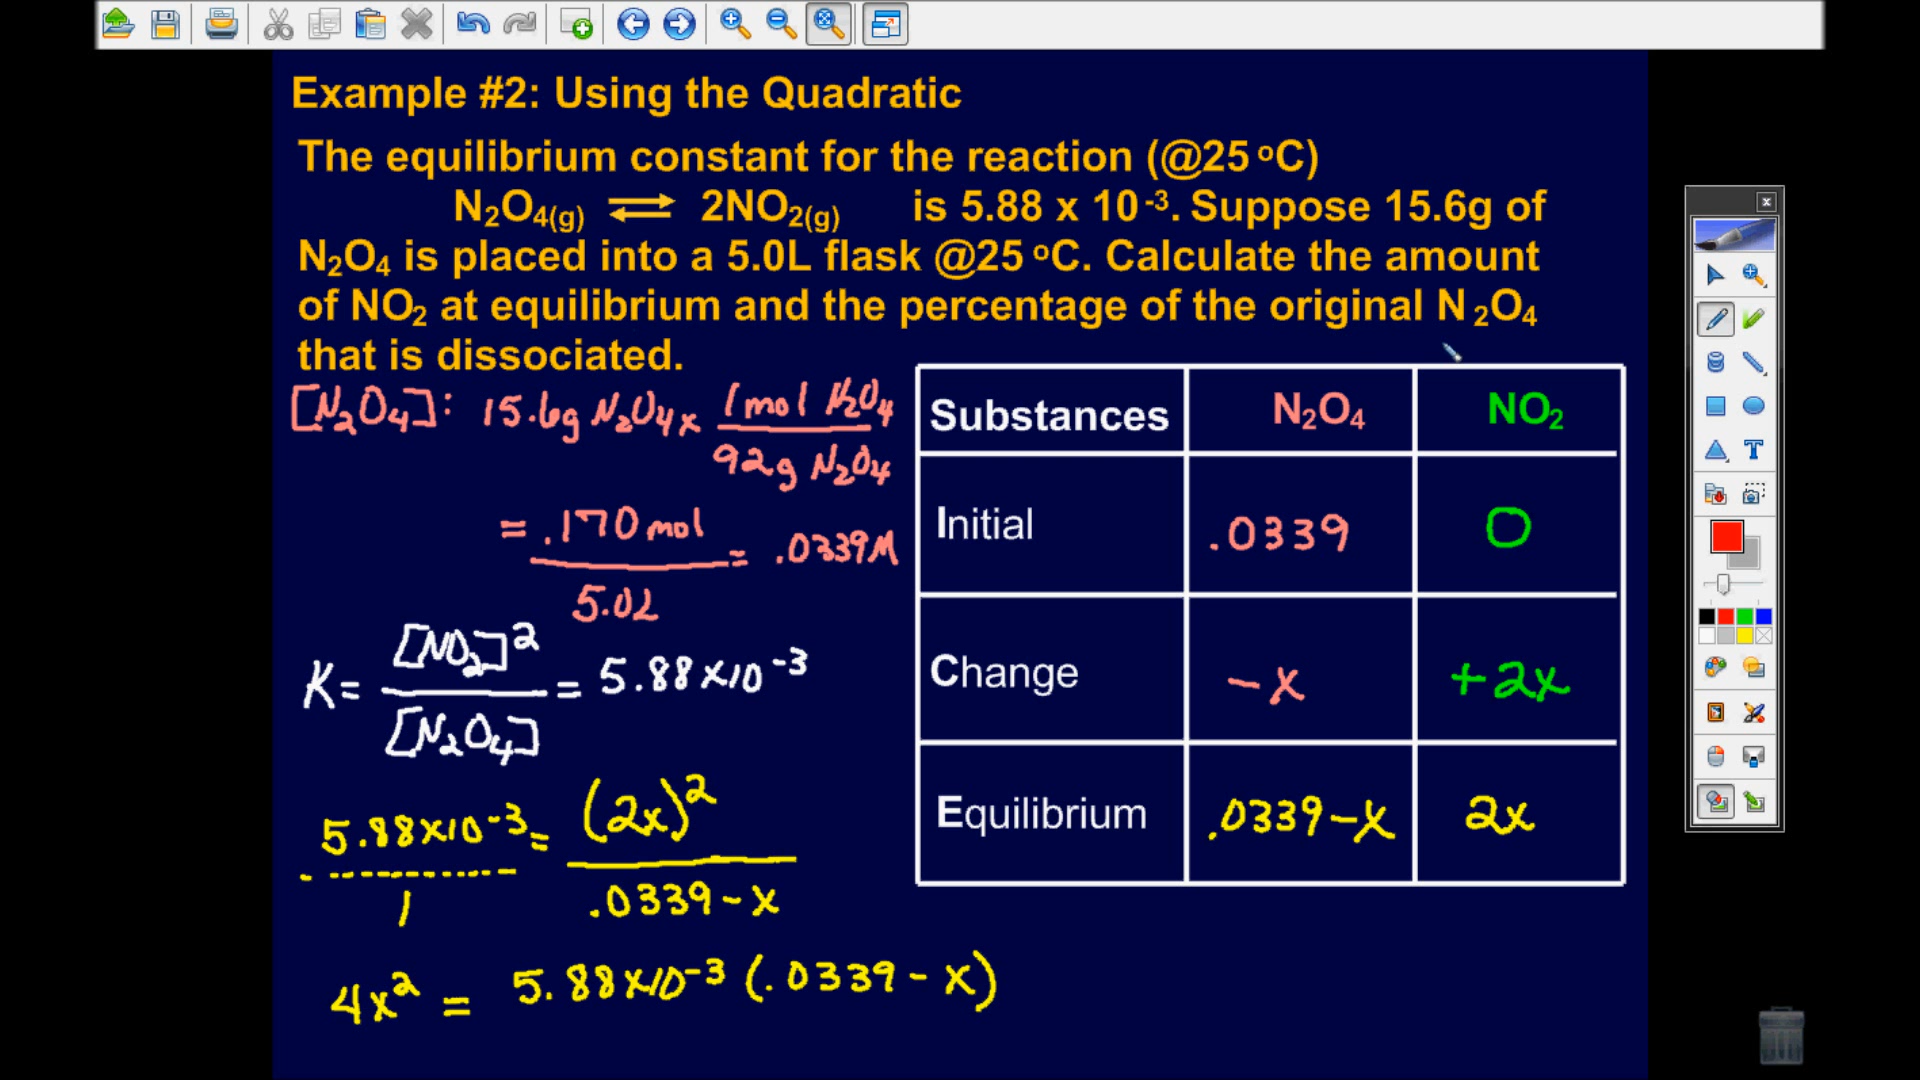 Example #2: Using the Quadratic
The equilibrium constant for the reaction (@25 ºC)
N₂O₄(g) ⇌ 2NO₂(g) is 5.88 x 10⁻³. Suppose 15.6g of
N₂O₄ is placed into a 5.0L flask @25 ºC. Calculate the amount
of NO₂ at equilibrium and the percentage of the original N₂O₄
that is dissociated.
[N₂O₄]: 15.6g N₂O₄ x 1 mol N₂O₄
92g N₂O₄
= .170 mol = .0339M
5.0L
K = [NO₂]² = 5.88x10⁻³
[N₂O₄]
5.88x10⁻³ = (2x)²
1 .0339-x
4x² = 5.88x10⁻³ (.0339 - x)
Substances N₂O₄ NO₂
Initial .0339 0
Change -x +2x
Equilibrium .0339-x 2x
T